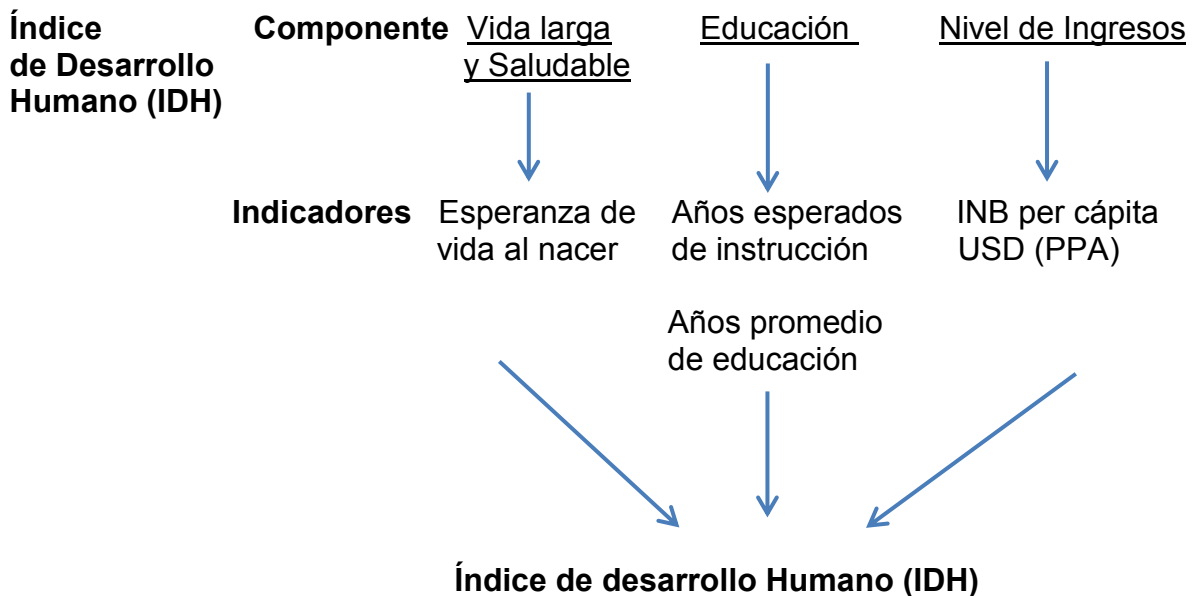 Índice
de Desarrollo
Humano (IDH)
Componente
Vida larga
y Saludable
Educación
Nivel de Ingresos
Indicadores
Esperanza de
vida al nacer
Años esperados
de instrucción
INB per cápita
USD (PPA)
Años promedio
de educación
Índice de desarrollo Humano (IDH)